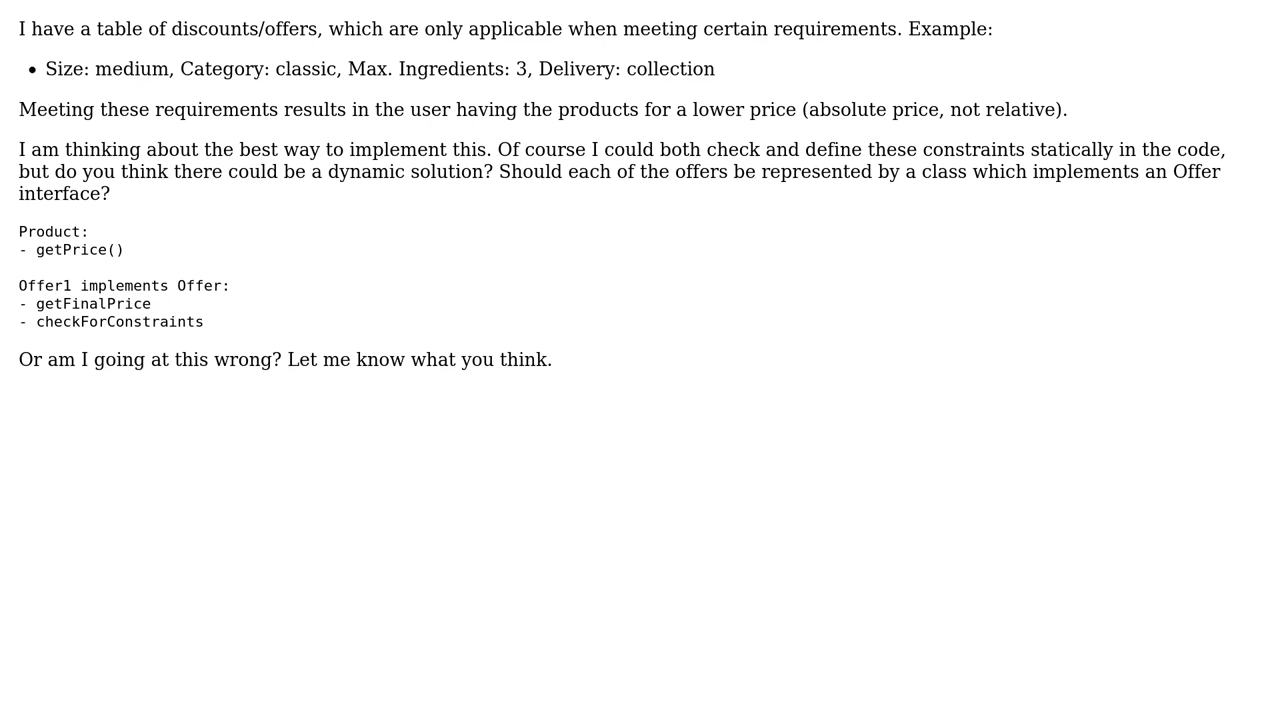 I have a table of discounts/offers, which are only applicable when meeting certain requirements. Example:
• Size: medium, Category: classic, Max. Ingredients: 3, Delivery: collection
Meeting these requirements results in the user having the products for a lower price (absolute price, not relative).
I am thinking about the best way to implement this. Of course I could both check and define these constraints statically in the code,
but do you think there could be a dynamic solution? Should each of the offers be represented by a class which implements an Offer
interface?
Product:
- getPrice()
Offer1 implements Offer:
- getFinalPrice
- checkForConstraints
Or am I going at this wrong? Let me know what you think.